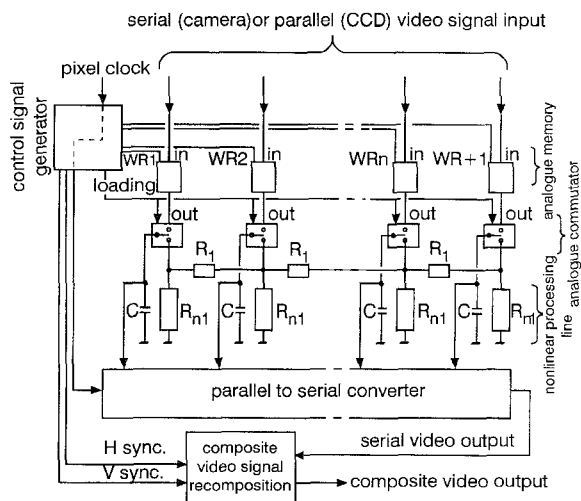 serial (camera)or parallel (CCD) video signal input
pixel clock
control signal
generator
WR1
in
WR2
in
WRn
in
WR+1
in
analogue memory
loading
out
out
out
out
analogue commutator
R1
R1
R1
C
Rn1
C
Rn1
C
Rn1
C
Rn1
nonlinear processing
line
parallel to serial converter
serial video output
H sync.
V sync.
composite
video signal
recomposition
composite video output